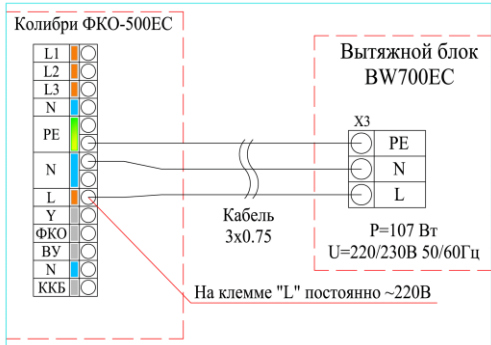 Колибри ФКО-500ЕС
L1
L2
L3
N
PE
N
L
Y
ФКО
ВУ
N
ККБ
Кабель
3x0.75
Вытяжной блок
BW700EC
X3
PE
N
L
P=107 Вт
U=220/230В 50/60Гц
На клемме "L" постоянно ~220В